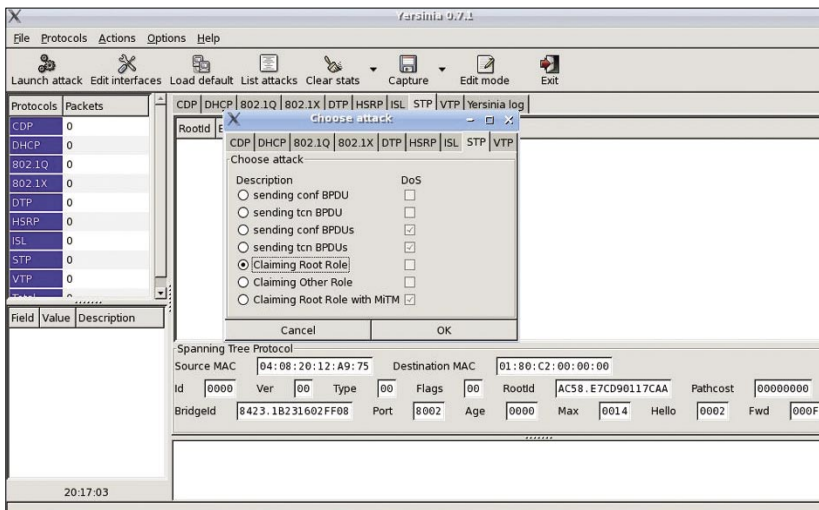 Yersinia 0.7.1
File Protocols Actions Options Help
Launch attack Edit interfaces Load default List attacks Clear stats Capture Edit mode Exit
Protocols Packets
CDP 0
DHCP 0
802.1Q 0
802.1X 0
DTP 0
HSRP 0
ISL 0
STP 0
VTP 0
Field Value Description
20:17:03
CDP DHCP 802.1Q 802.1X DTP HSRP ISL STP VTP Yersinia log
RootId
Choose attack
CDP DHCP 802.1Q 802.1X DTP HSRP ISL STP VTP
Choose attack
Description DoS
sending conf BPDU
sending tcn BPDU
sending conf BPDUs
sending tcn BPDUs
Claiming Root Role
Claiming Other Role
Claiming Root Role with MiTM
Cancel OK
Spanning Tree Protocol
Source MAC 04:08:20:12:A9:75 Destination MAC 01:80:C2:00:00:00
Id 0000 Ver 00 Type 00 Flags 00 RootId AC58.E7CD90117CAA Pathcost 00000000
BridgeId 8423.1B231602FF08 Port 8002 Age 0000 Max 0014 Hello 0002 Fwd 000F